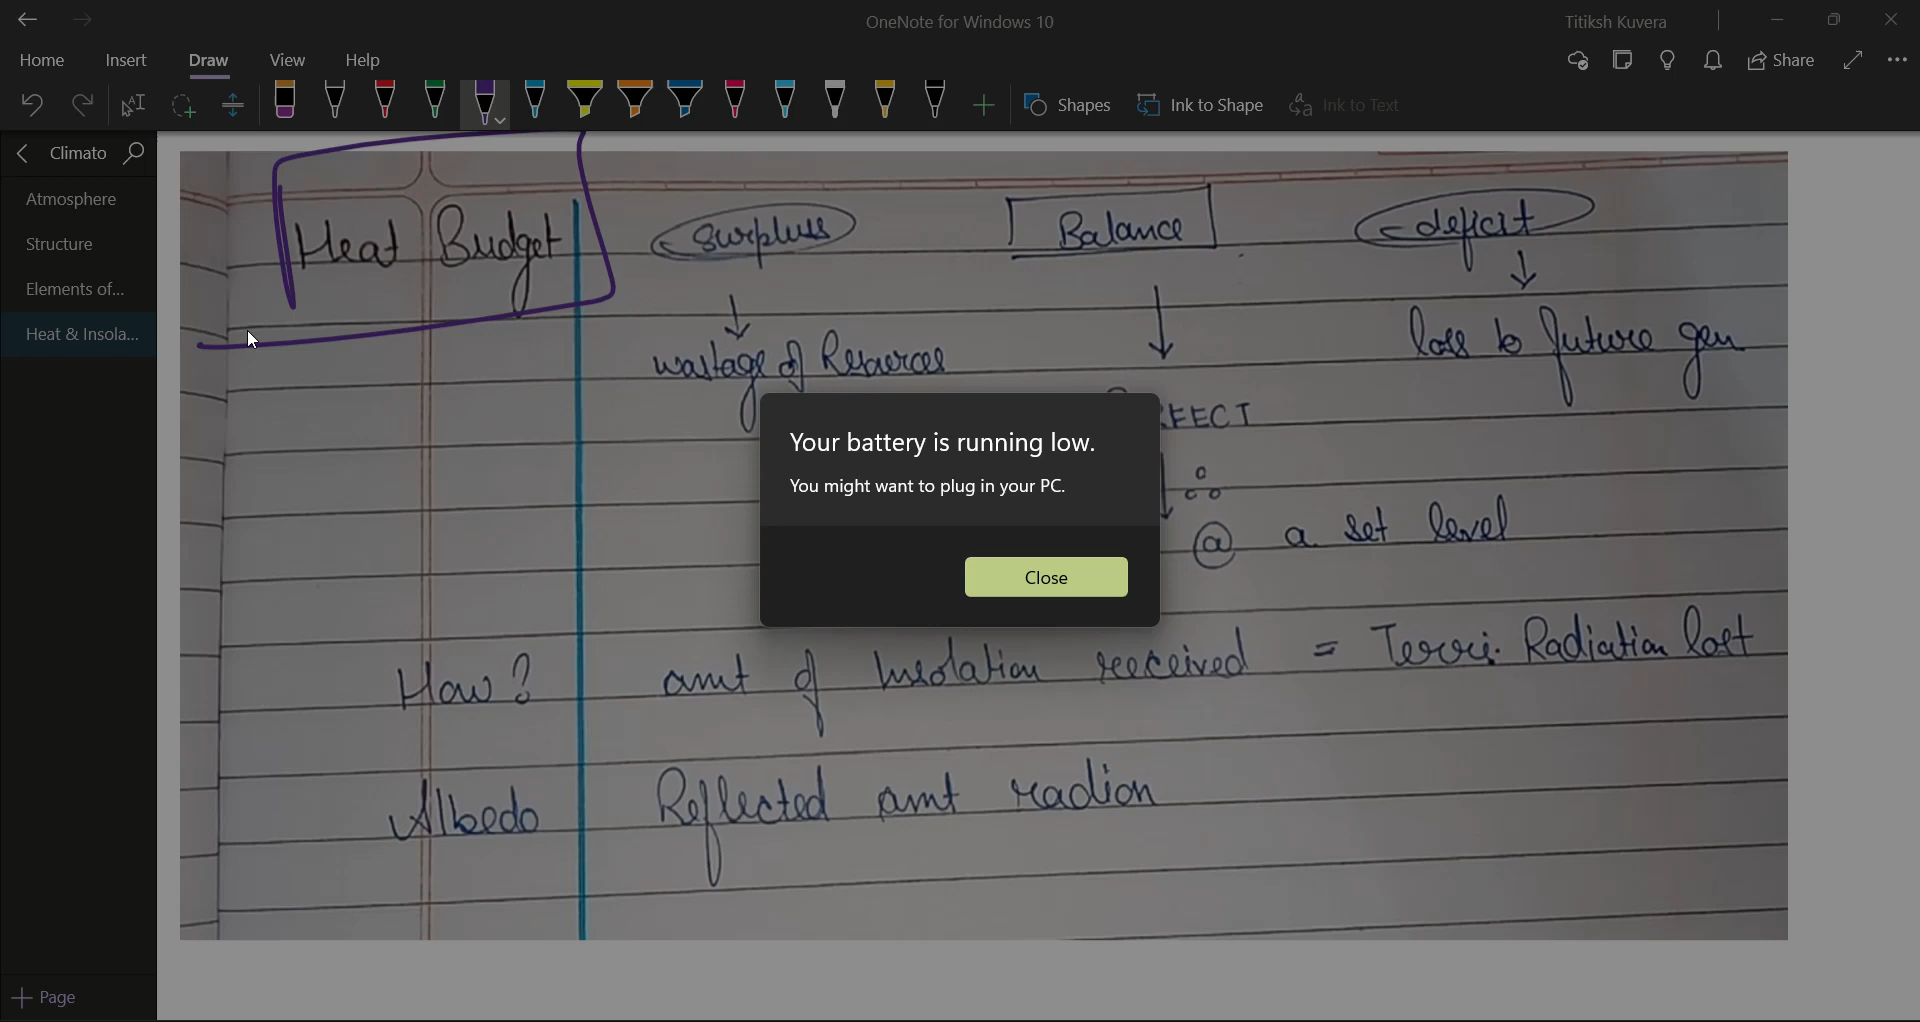 OneNote for Windows 10
Titiksh Kuvera
Home Insert Draw View Help
Share
Shapes Ink to Shape Ink to Text
Climato
Atmosphere
Structure
Elements of...
Heat & Insola...
Page
Heat Budget surpluss Balance deficit
wastage of Resources loss to future gen
FECT
@ a set level
Your battery is running low.
You might want to plug in your PC.
Close
How? amt of Insolation received = Terri. Radiation lost
Albedo Reflected amt radion